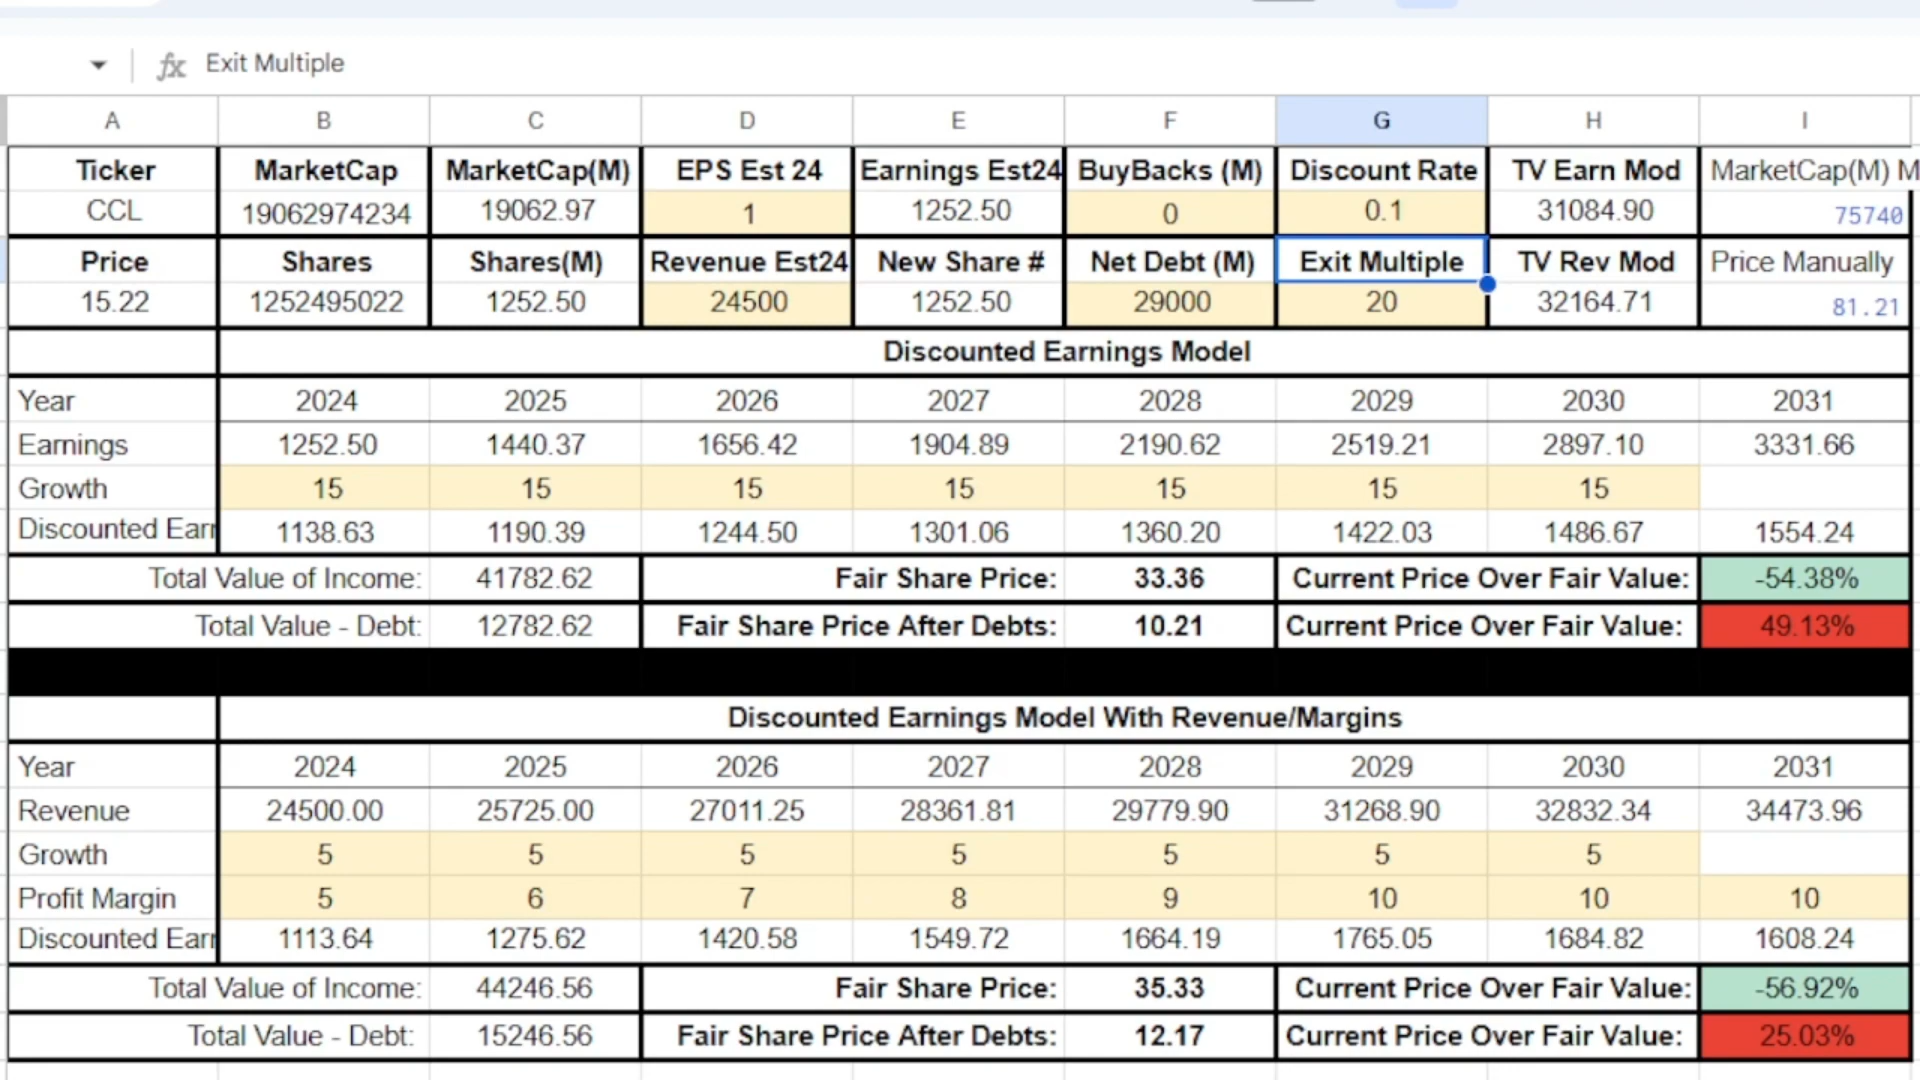 fx Exit Multiple
A B C D E F G H I
Ticker MarketCap MarketCap(M) EPS Est 24 Earnings Est24 BuyBacks (M) Discount Rate TV Earn Mod MarketCap(M) M
CCL 19062974234 19062.97 1 1252.50 0 0.1 31084.90 75740
Price Shares Shares(M) Revenue Est24 New Share # Net Debt (M) Exit Multiple TV Rev Mod Price Manually
15.22 1252495022 1252.50 24500 1252.50 29000 20 32164.71 81.21
Discounted Earnings Model
Year 2024 2025 2026 2027 2028 2029 2030 2031
Earnings 1252.50 1440.37 1656.42 1904.89 2190.62 2519.21 2897.10 3331.66
Growth 15 15 15 15 15 15 15
Discounted Earr 1138.63 1190.39 1244.50 1301.06 1360.20 1422.03 1486.67 1554.24
Total Value of Income: 41782.62 Fair Share Price: 33.36 Current Price Over Fair Value: -54.38%
Total Value - Debt: 12782.62 Fair Share Price After Debts: 10.21 Current Price Over Fair Value: 49.13%
Discounted Earnings Model With Revenue/Margins
Year 2024 2025 2026 2027 2028 2029 2030 2031
Revenue 24500.00 25725.00 27011.25 28361.81 29779.90 31268.90 32832.34 34473.96
Growth 5 5 5 5 5 5 5
Profit Margin 5 6 7 8 9 10 10 10
Discounted Earr 1113.64 1275.62 1420.58 1549.72 1664.19 1765.05 1684.82 1608.24
Total Value of Income: 44246.56 Fair Share Price: 35.33 Current Price Over Fair Value: -56.92%
Total Value - Debt: 15246.56 Fair Share Price After Debts: 12.17 Current Price Over Fair Value: 25.03%